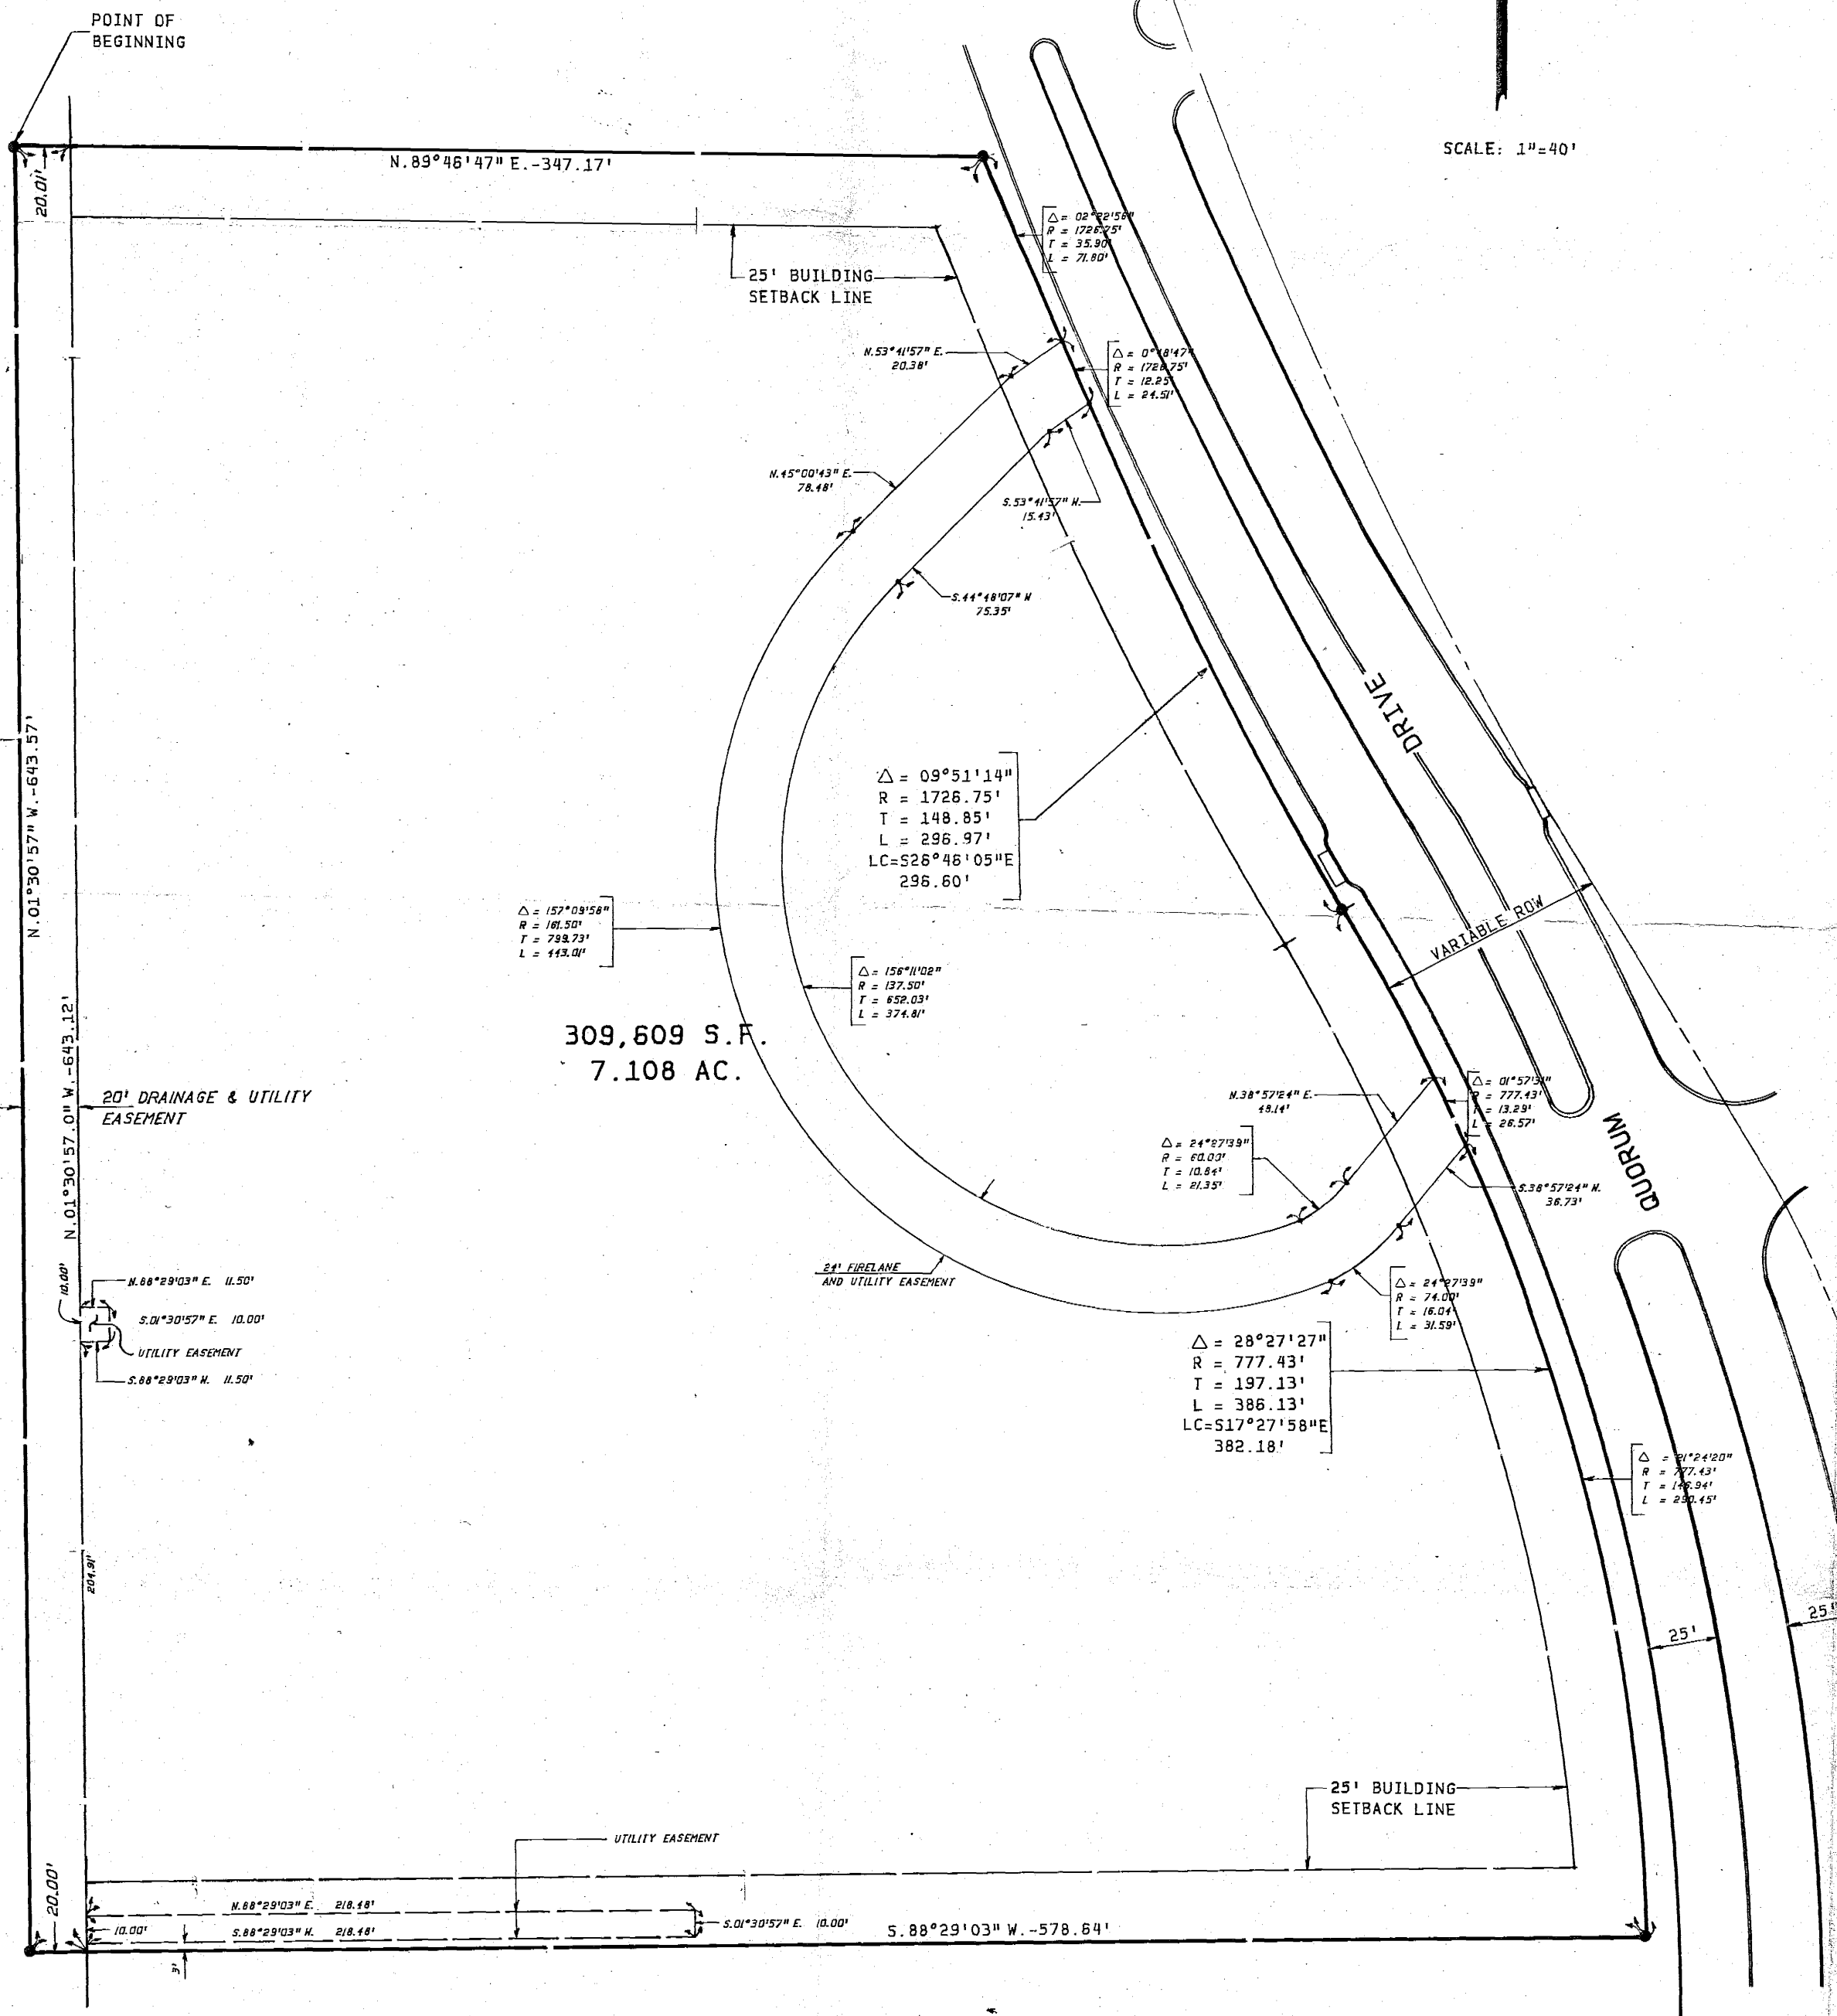 POINT OF
BEGINNING
SCALE: 1"=40'
N.89°46'47" E.-347.17'
20.01'
Δ = 02°22'56"
R = 1726.75'
T = 35.90'
L = 71.80'
25' BUILDING
SETBACK LINE
N.53°41'57" E.
20.38'
Δ = 0°48'47"
R = 1726.75'
T = 12.25'
L = 24.51'
N.45°00'43" E.
78.48'
S.53°41'57" W.
15.43'
S.44°48'07" W
75.35'
DRIVE
N.01°30'57" W.-643.57'
Δ = 09°51'14"
R = 1726.75'
T = 148.85'
L = 296.97'
LC=S26°46'05"E
296.60'
Δ = 157°09'58"
R = 161.50'
T = 799.73'
L = 443.01'
VARIABLE ROW
Δ = 156°11'02"
R = 137.50'
T = 652.03'
L = 374.81'
309,609 S.F.
7.108 AC.
N.01°30'57.0" W.-643.12'
20' DRAINAGE & UTILITY
EASEMENT
N.38°57'24" E.
48.14'
Δ = 01°57'31"
R = 777.43'
T = 13.29'
L = 26.57'
QUORUM
Δ = 24°27'39"
R = 60.00'
T = 10.84'
L = 21.35'
S.38°57'24" W.
36.73'
24' FIRELANE
AND UTILITY EASEMENT
10.00'
N.88°29'03" E. 11.50'
S.01°30'57" E. 10.00'
UTILITY EASEMENT
S.88°29'03" W. 11.50'
Δ = 24°27'39"
R = 74.00'
T = 16.04'
L = 31.59'
Δ = 28°27'27"
R = 777.43'
T = 197.13'
L = 386.13'
LC=S17°27'58"E
382.18'
Δ = 21°24'20"
R = 777.43'
T = 146.94'
L = 290.45'
204.91'
25'
25'
25' BUILDING
SETBACK LINE
UTILITY EASEMENT
20.00'
N.88°29'03" E. 218.48'
10.00'
S.88°29'03" W. 218.48'
S.01°30'57" E. 10.00'
S.88°29'03" W.-578.64'
3'